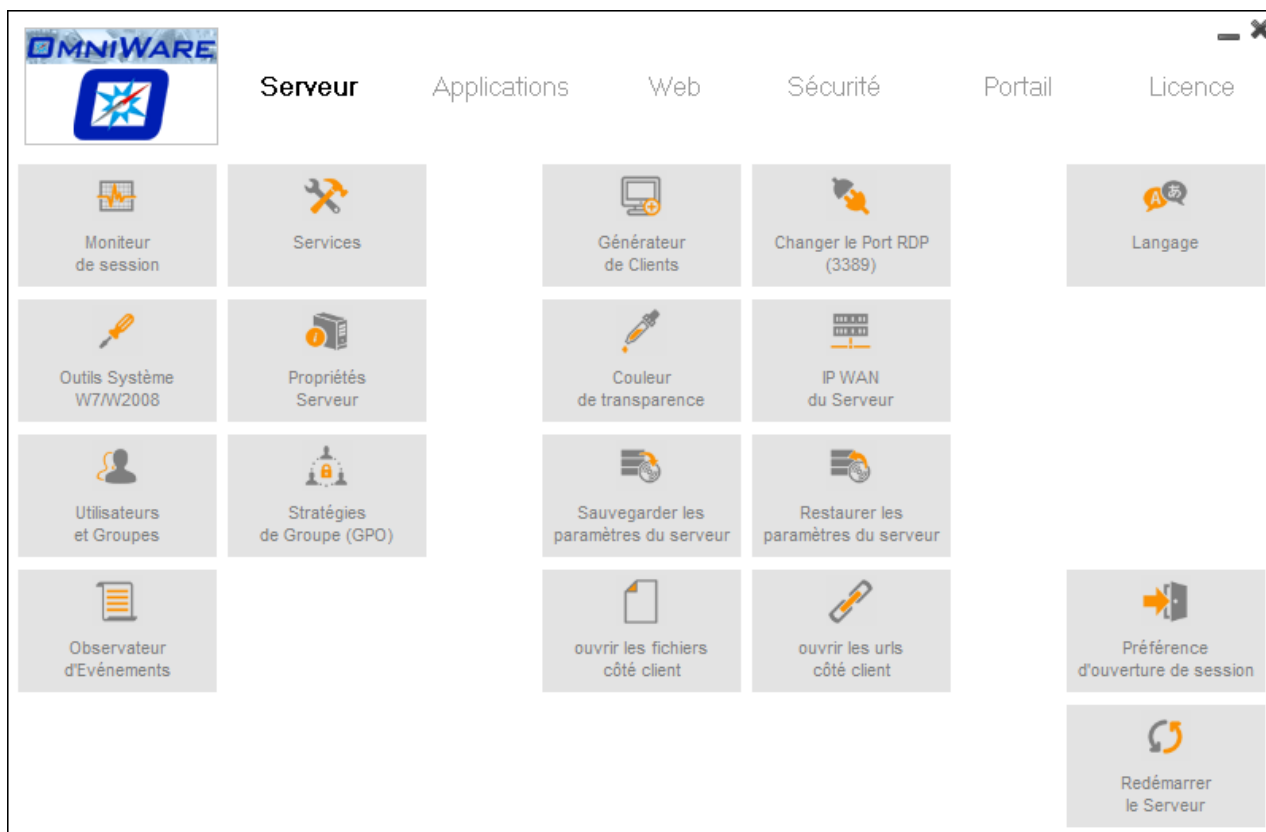 OMNIWARE
Serveur Applications Web Sécurité Portail Licence
Moniteur
de session
Services
Générateur
de Clients
Changer le Port RDP
(3389)
Langage
Outils Système
W7/W2008
Propriétés
Serveur
Couleur
de transparence
IP WAN
du Serveur
Utilisateurs
et Groupes
Stratégies
de Groupe (GPO)
Sauvegarder les
paramètres du serveur
Restaurer les
paramètres du serveur
Observateur
d'Evénements
ouvrir les fichiers
côté client
ouvrir les urls
côté client
Préférence
d'ouverture de session
Redémarrer
le Serveur